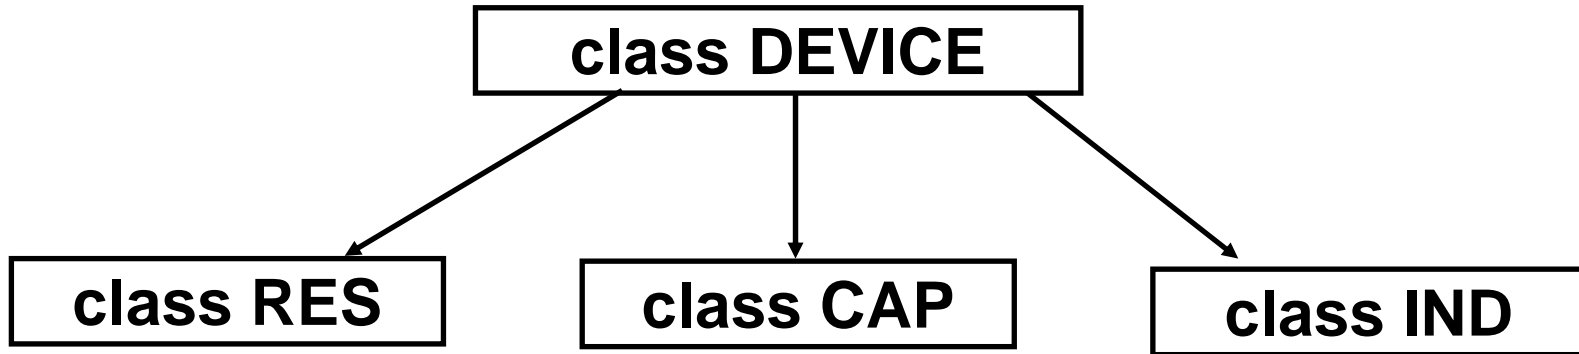 class DEVICE
class RES
class CAP
class IND